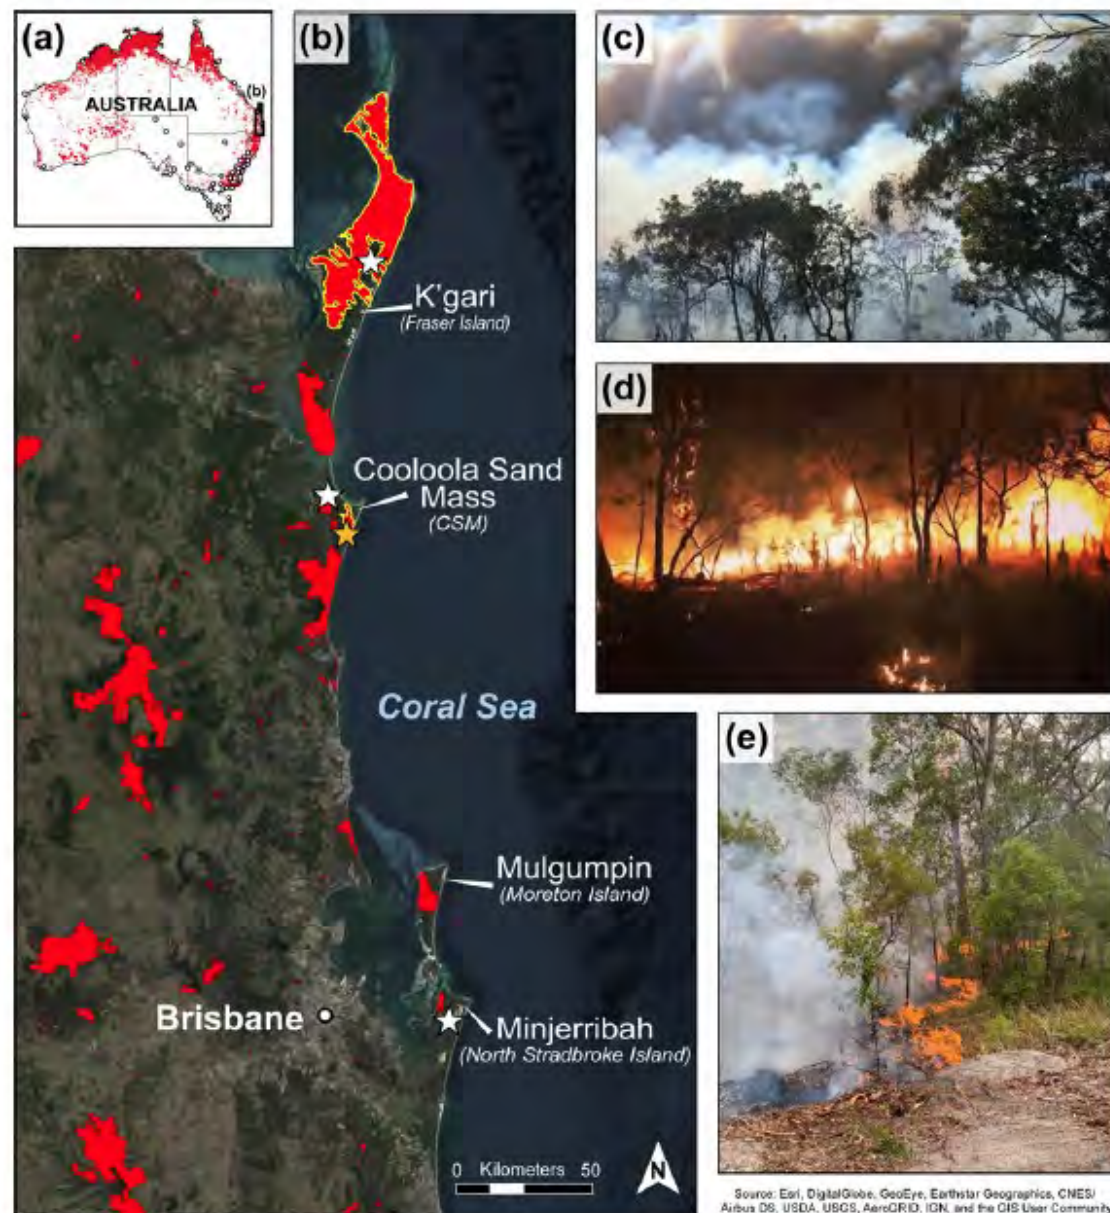 (a)
AUSTRALIA
(b)
(b)
K'gari
(Fraser Island)
Cooloola Sand
Mass
(CSM)
Coral Sea
Mulgumpin
(Moreton Island)
Brisbane
Minjerribah
(North Stradbroke Island)
0 Kilometers 50
N
(c)
(d)
(e)
Source: Esri, DigitalGlobe, GeoEye, Earthstar Geographics, CNES/
Airbus DS, USDA, USGS, AeroGRID, IGN, and the GIS User Community